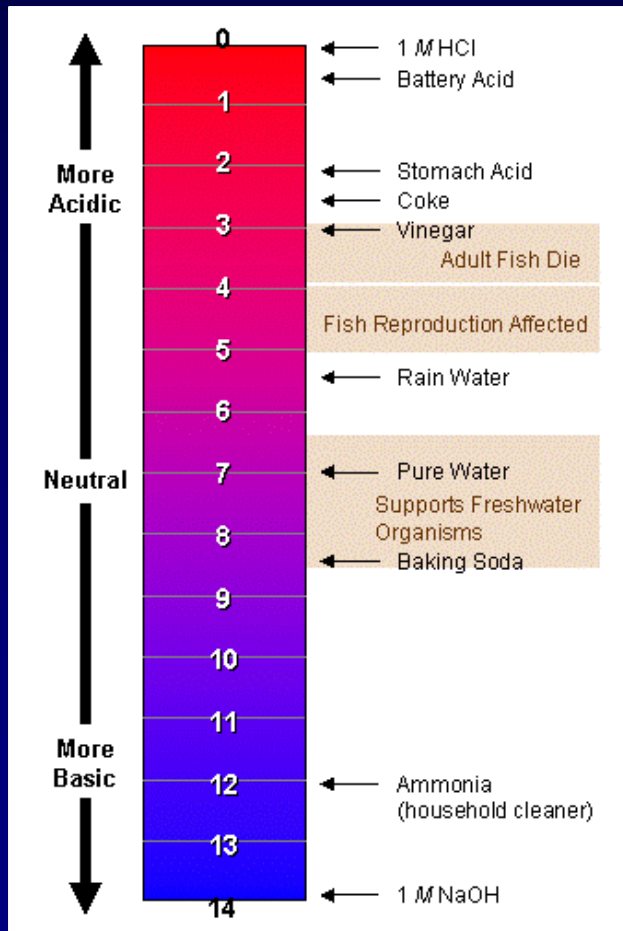 0
1 M HCl
Battery Acid
1
More
Acidic
2
Stomach Acid
Coke
3
Vinegar
Adult Fish Die
4
Fish Reproduction Affected
5
Rain Water
6
Neutral
7
Pure Water
Supports Freshwater
Organisms
8
Baking Soda
9
10
11
More
Basic
12
Ammonia
(household cleaner)
13
1 M NaOH
14